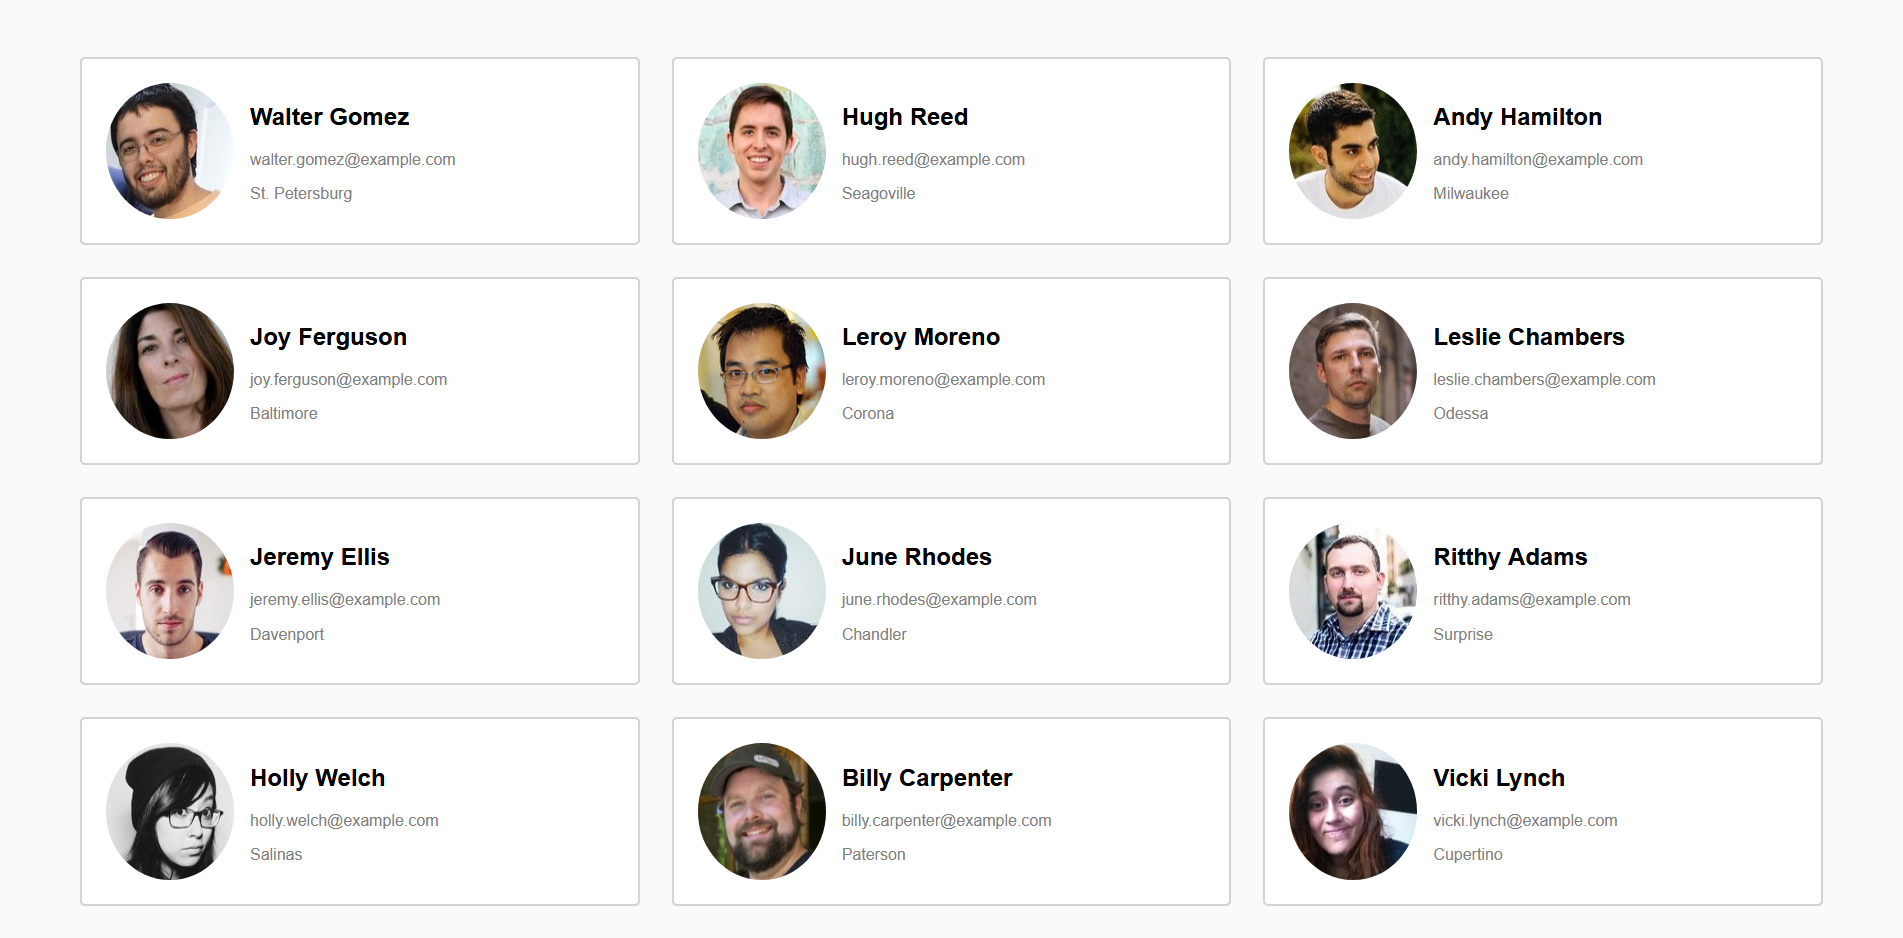 Walter Gomez
walter.gomez@example.com
St. Petersburg
Hugh Reed
hugh.reed@example.com
Seagoville
Andy Hamilton
andy.hamilton@example.com
Milwaukee
Joy Ferguson
joy.ferguson@example.com
Baltimore
Leroy Moreno
leroy.moreno@example.com
Corona
Leslie Chambers
leslie.chambers@example.com
Odessa
Jeremy Ellis
jeremy.ellis@example.com
Davenport
June Rhodes
june.rhodes@example.com
Chandler
Ritthy Adams
ritthy.adams@example.com
Surprise
Holly Welch
holly.welch@example.com
Salinas
Billy Carpenter
billy.carpenter@example.com
Paterson
Vicki Lynch
vicki.lynch@example.com
Cupertino